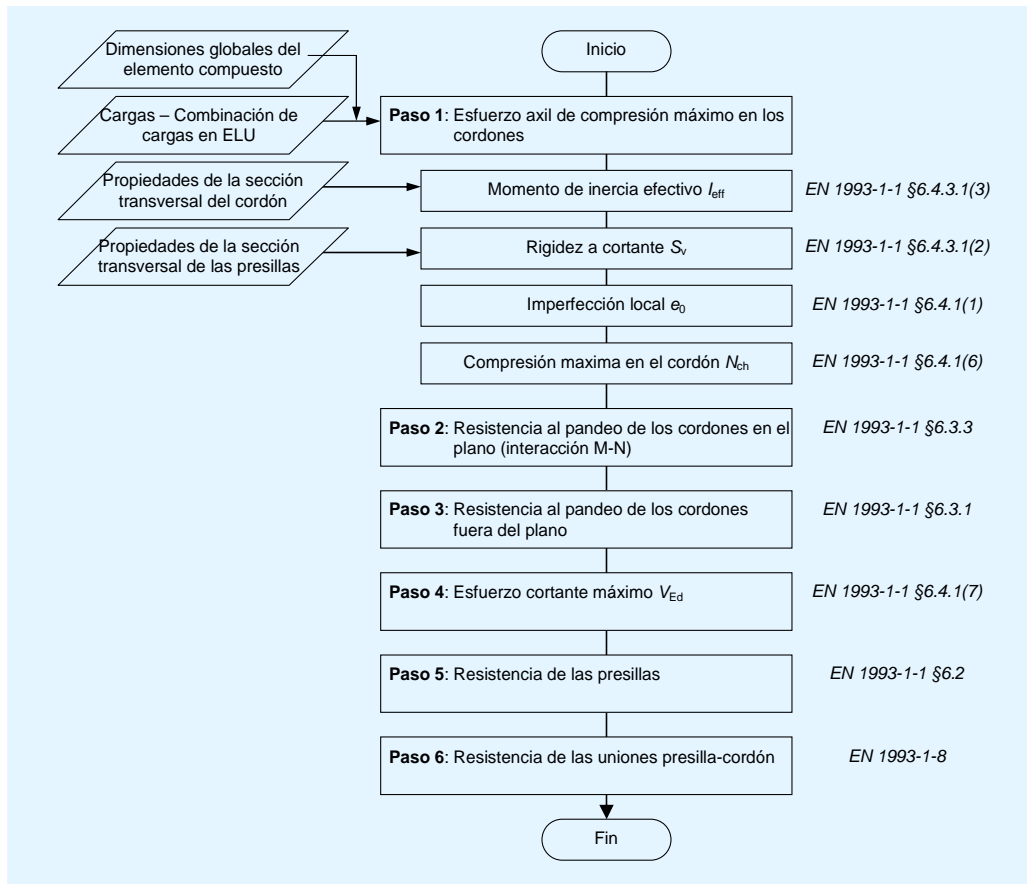 Dimensiones globales del
elemento compuesto
Inicio
Cargas – Combinación de
cargas en ELU
Paso 1: Esfuerzo axil de compresión máximo en los
cordones
Propiedades de la sección
transversal del cordón
Momento de inercia efectivo Ieff
EN 1993-1-1 §6.4.3.1(3)
Propiedades de la sección
transversal de las presillas
Rigidez a cortante Sv
EN 1993-1-1 §6.4.3.1(2)
Imperfección local e0
EN 1993-1-1 §6.4.1(1)
Compresión maxima en el cordón Nch
EN 1993-1-1 §6.4.1(6)
Paso 2: Resistencia al pandeo de los cordones en el
plano (interacción M-N)
EN 1993-1-1 §6.3.3
Paso 3: Resistencia al pandeo de los cordones
fuera del plano
EN 1993-1-1 §6.3.1
Paso 4: Esfuerzo cortante máximo VEd
EN 1993-1-1 §6.4.1(7)
Paso 5: Resistencia de las presillas
EN 1993-1-1 §6.2
Paso 6: Resistencia de las uniones presilla-cordón
EN 1993-1-8
Fin